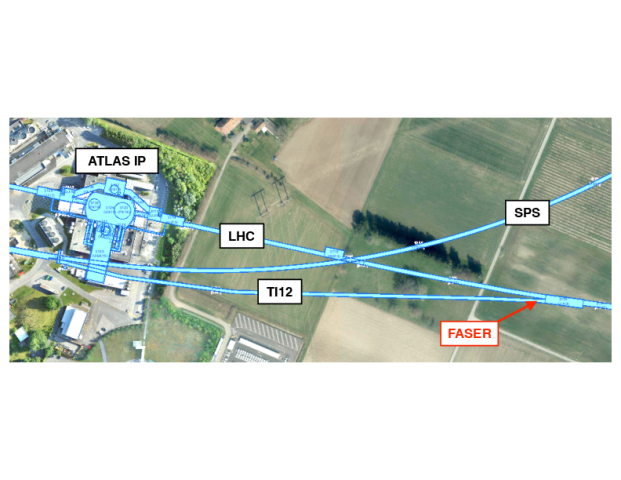 ATLAS IP
SPS
LHC
TI12
FASER